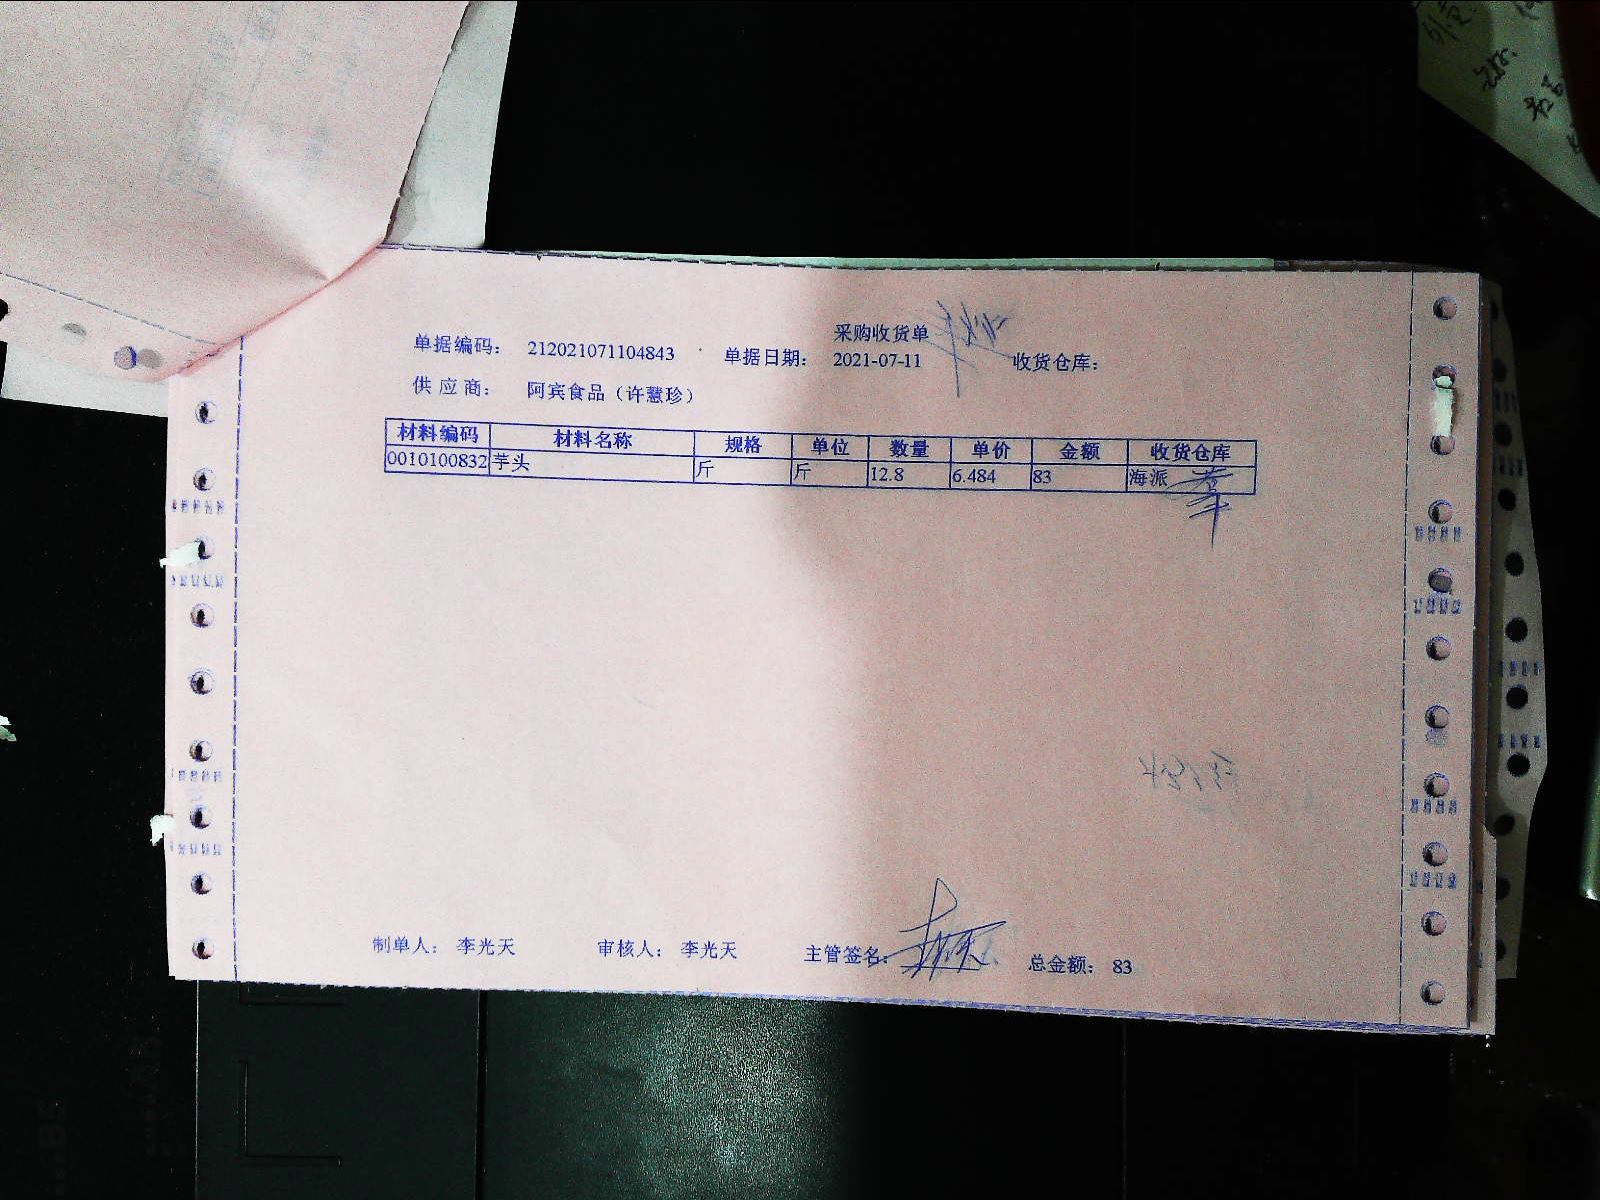 采购收货单
单据编码： 212021071104843 单据日期： 2021-07-11 收货仓库：
供 应 商： 阿宾食品（许慧珍）
材料编码 材料名称 规格 单位 数量 单价 金额 收货仓库
0010100832 芋头 斤 斤 12.8 6.484 83 海派
制单人： 李光天 审核人： 李光天 主管签名： 总金额： 83